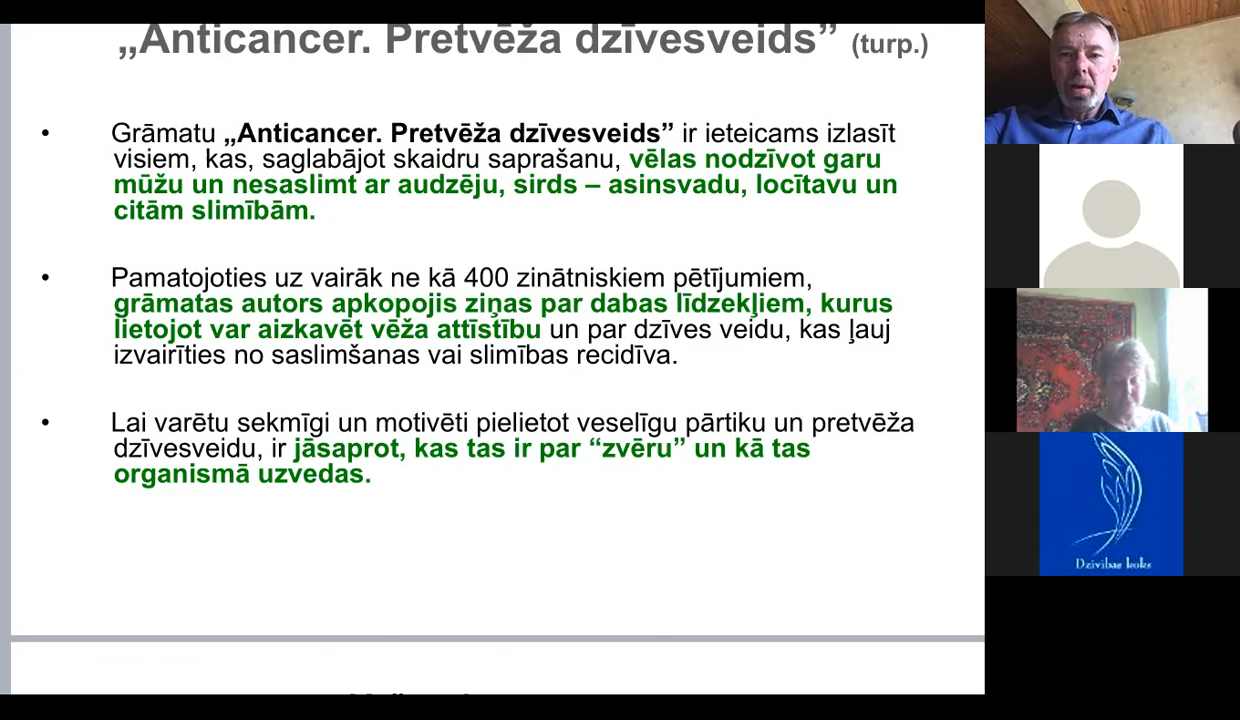 „Anticancer. Pretvēža dzīvesveids” (turp.)
• Grāmatu „Anticancer. Pretvēža dzīvesveids” ir ieteicams izlasīt
visiem, kas, saglabājot skaidru saprašanu, vēlas nodzīvot garu
mūžu un nesaslimt ar audzēju, sirds – asinsvadu, locītavu un
citām slimībām.
• Pamatojoties uz vairāk ne kā 400 zinātniskiem pētījumiem,
grāmatas autors apkopojis ziņas par dabas līdzekļiem, kurus
lietojot var aizkavēt vēža attīstību un par dzīves veidu, kas ļauj
izvairīties no saslimšanas vai slimības recidīva.
• Lai varētu sekmīgi un motivēti pielietot veselīgu pārtiku un pretvēža
dzīvesveidu, ir jāsaprot, kas tas ir par “zvēru” un kā tas
organismā uzvedas.
Dzīvības koks